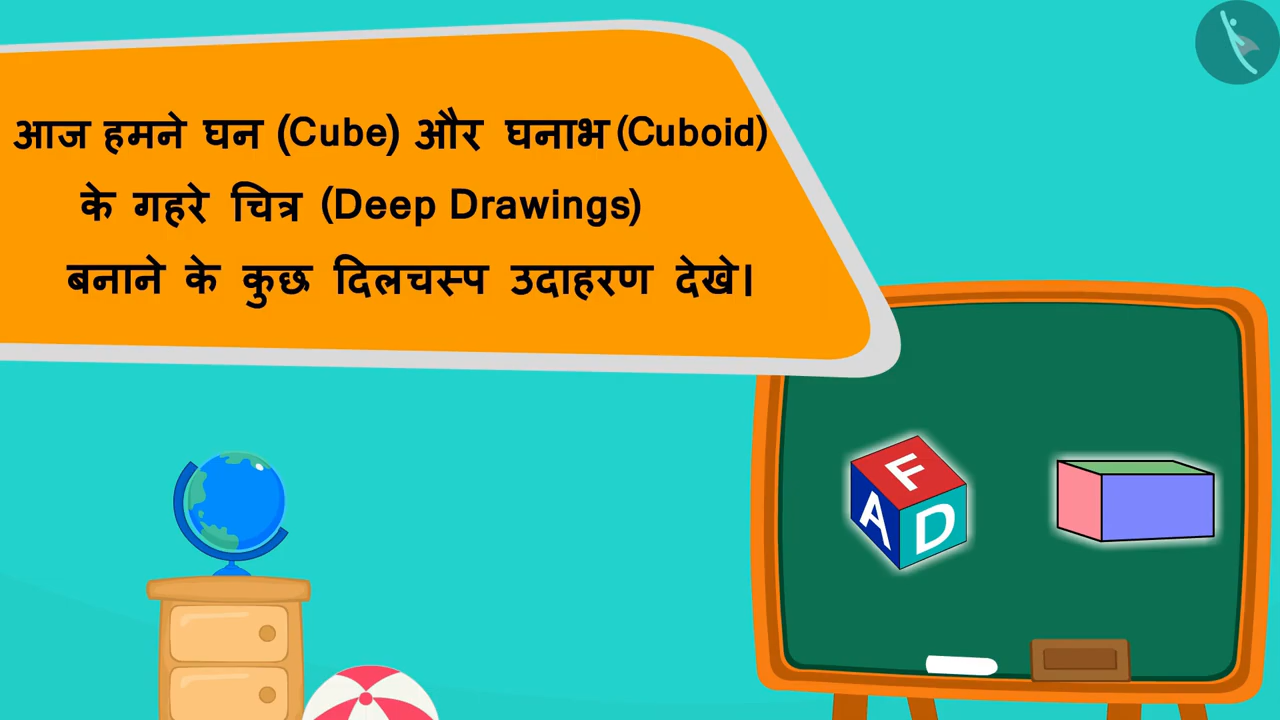 आज हमने घन (Cube) और घनाभ (Cuboid)
के गहरे चित्र (Deep Drawings)
बनाने के कुछ दिलचस्प उदाहरण देखे।
F
A D